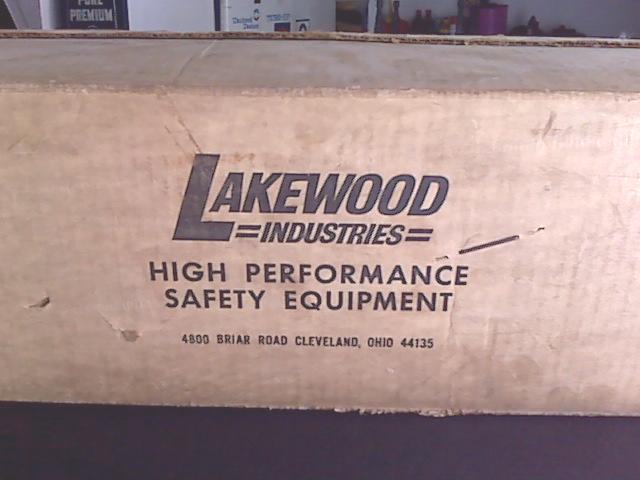 PURE
PREMIUM
LAKEWOOD
=INDUSTRIES=
HIGH PERFORMANCE
SAFETY EQUIPMENT
4800 BRIAR ROAD CLEVELAND, OHIO 44135